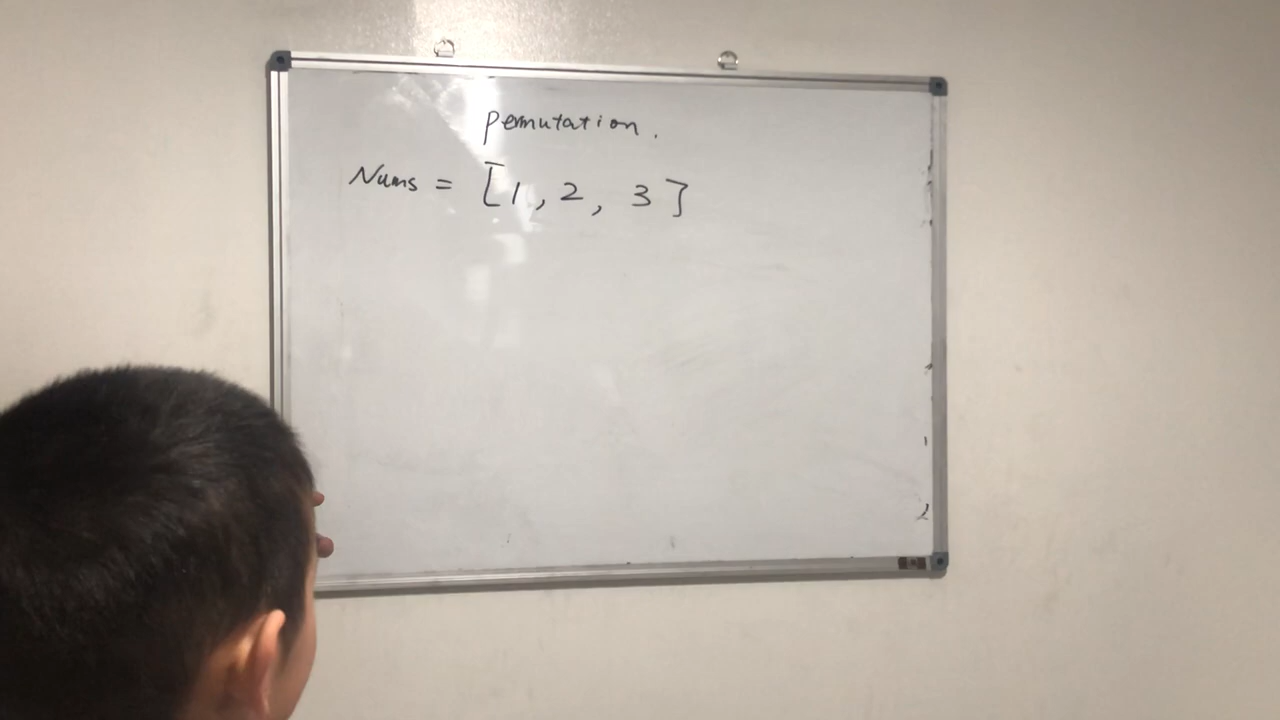 permutation.
Nums = [1, 2, 3]